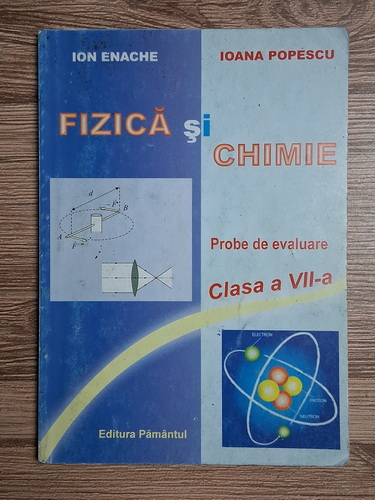 ION ENACHE
IOANA POPESCU
FIZICĂ și
CHIMIE
d
F
B
A
F
Probe de evaluare
Clasa a VII-a
ELECTRON
PROTON
NEUTRON
Editura Pământul